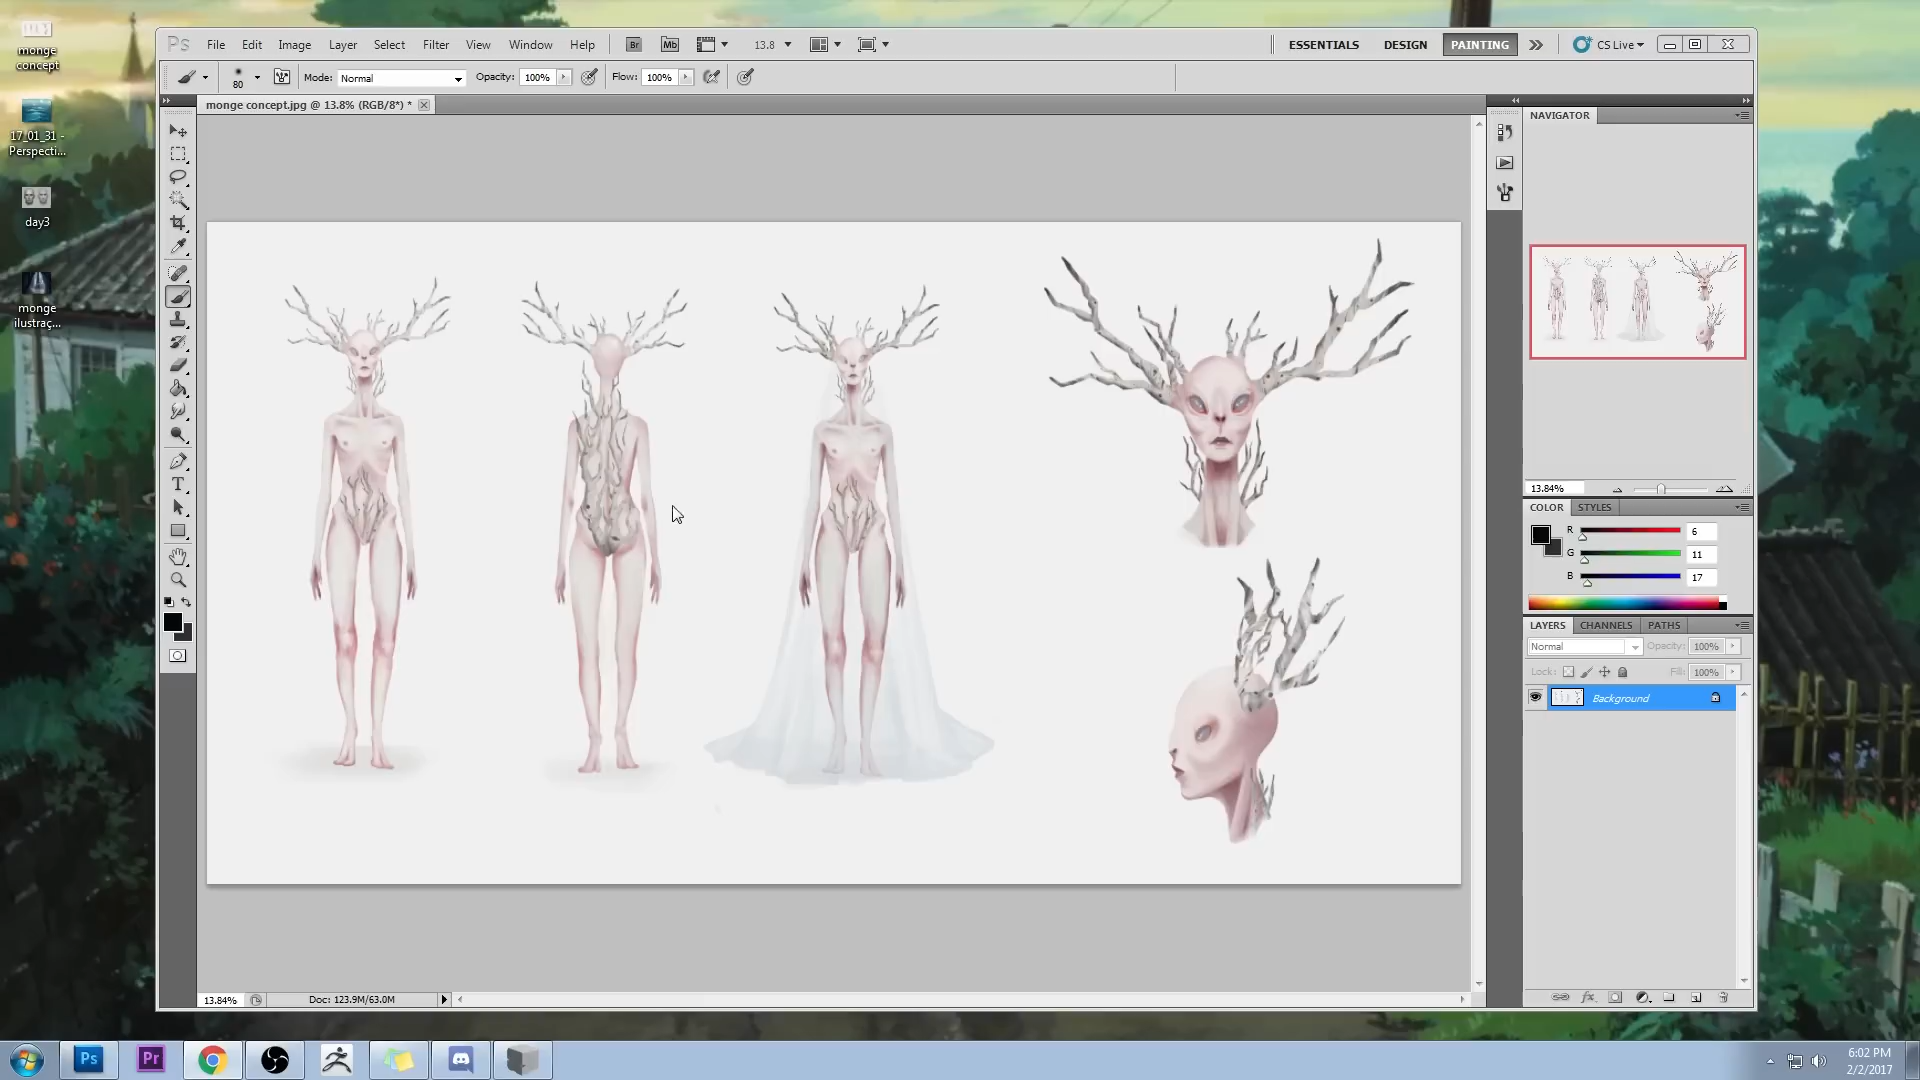 monge
concept
17_01_31 -
Perspecti...
day3
monge
ilustraç...
Ps File Edit Image Layer Select Filter View Window Help Br Mb 13.8 ESSENTIALS DESIGN PAINTING CS Live
80 Mode: Normal Opacity: 100% Flow: 100%
monge concept.jpg @ 13.8% (RGB/8*) *
NAVIGATOR
13.84%
COLOR STYLES
R 6
G 11
B 17
LAYERS CHANNELS PATHS
Normal Opacity: 100%
Lock: Fill: 100%
Background
T
fx
13.84% Doc: 123.9M/63.0M
Ps Pr
6:02 PM
2/2/2017